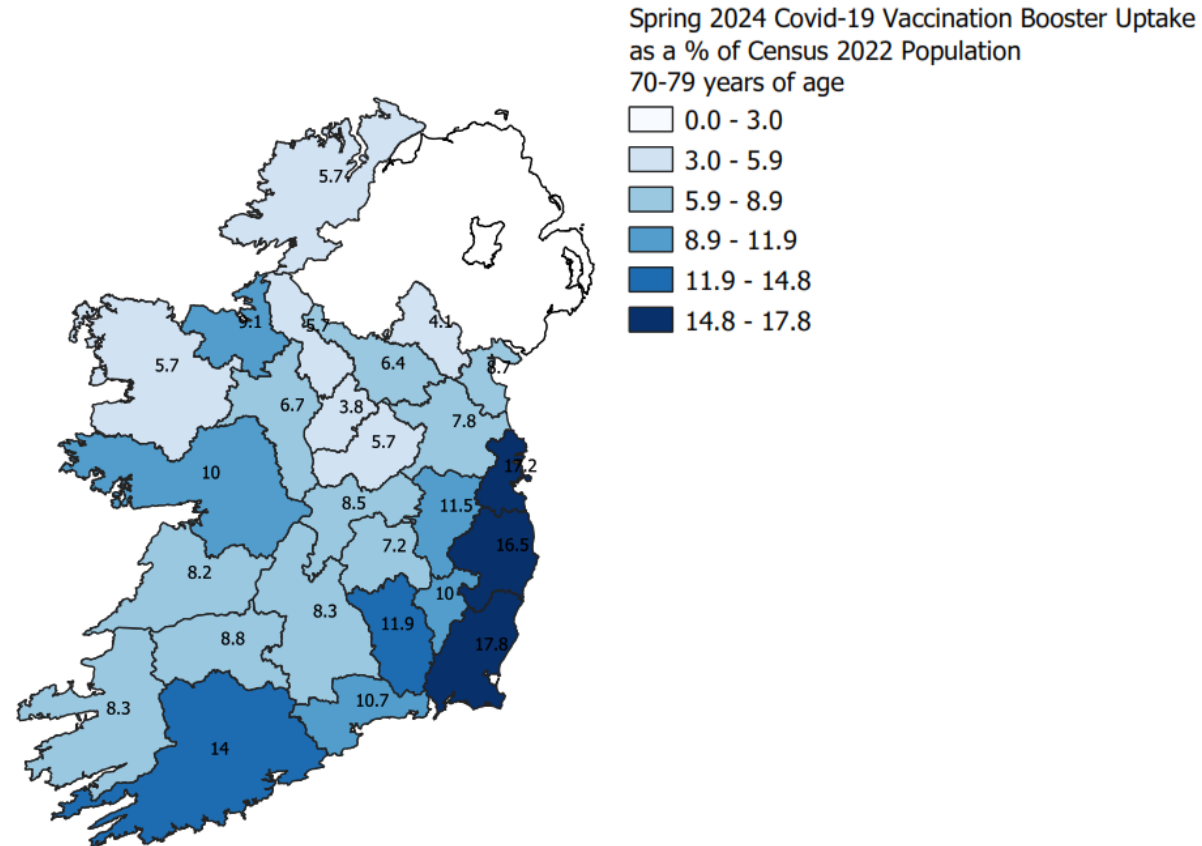 Spring 2024 Covid-19 Vaccination Booster Uptake
as a % of Census 2022 Population
70-79 years of age
0.0 - 3.0
3.0 - 5.9
5.9 - 8.9
8.9 - 11.9
11.9 - 14.8
14.8 - 17.8
5.7
9.1
5.7
4.1
5.7
6.4
8.7
6.7
3.8
7.8
5.7
10
17.2
8.5
11.5
7.2
16.5
8.2
10
8.3
11.9
8.8
17.8
8.3
10.7
14